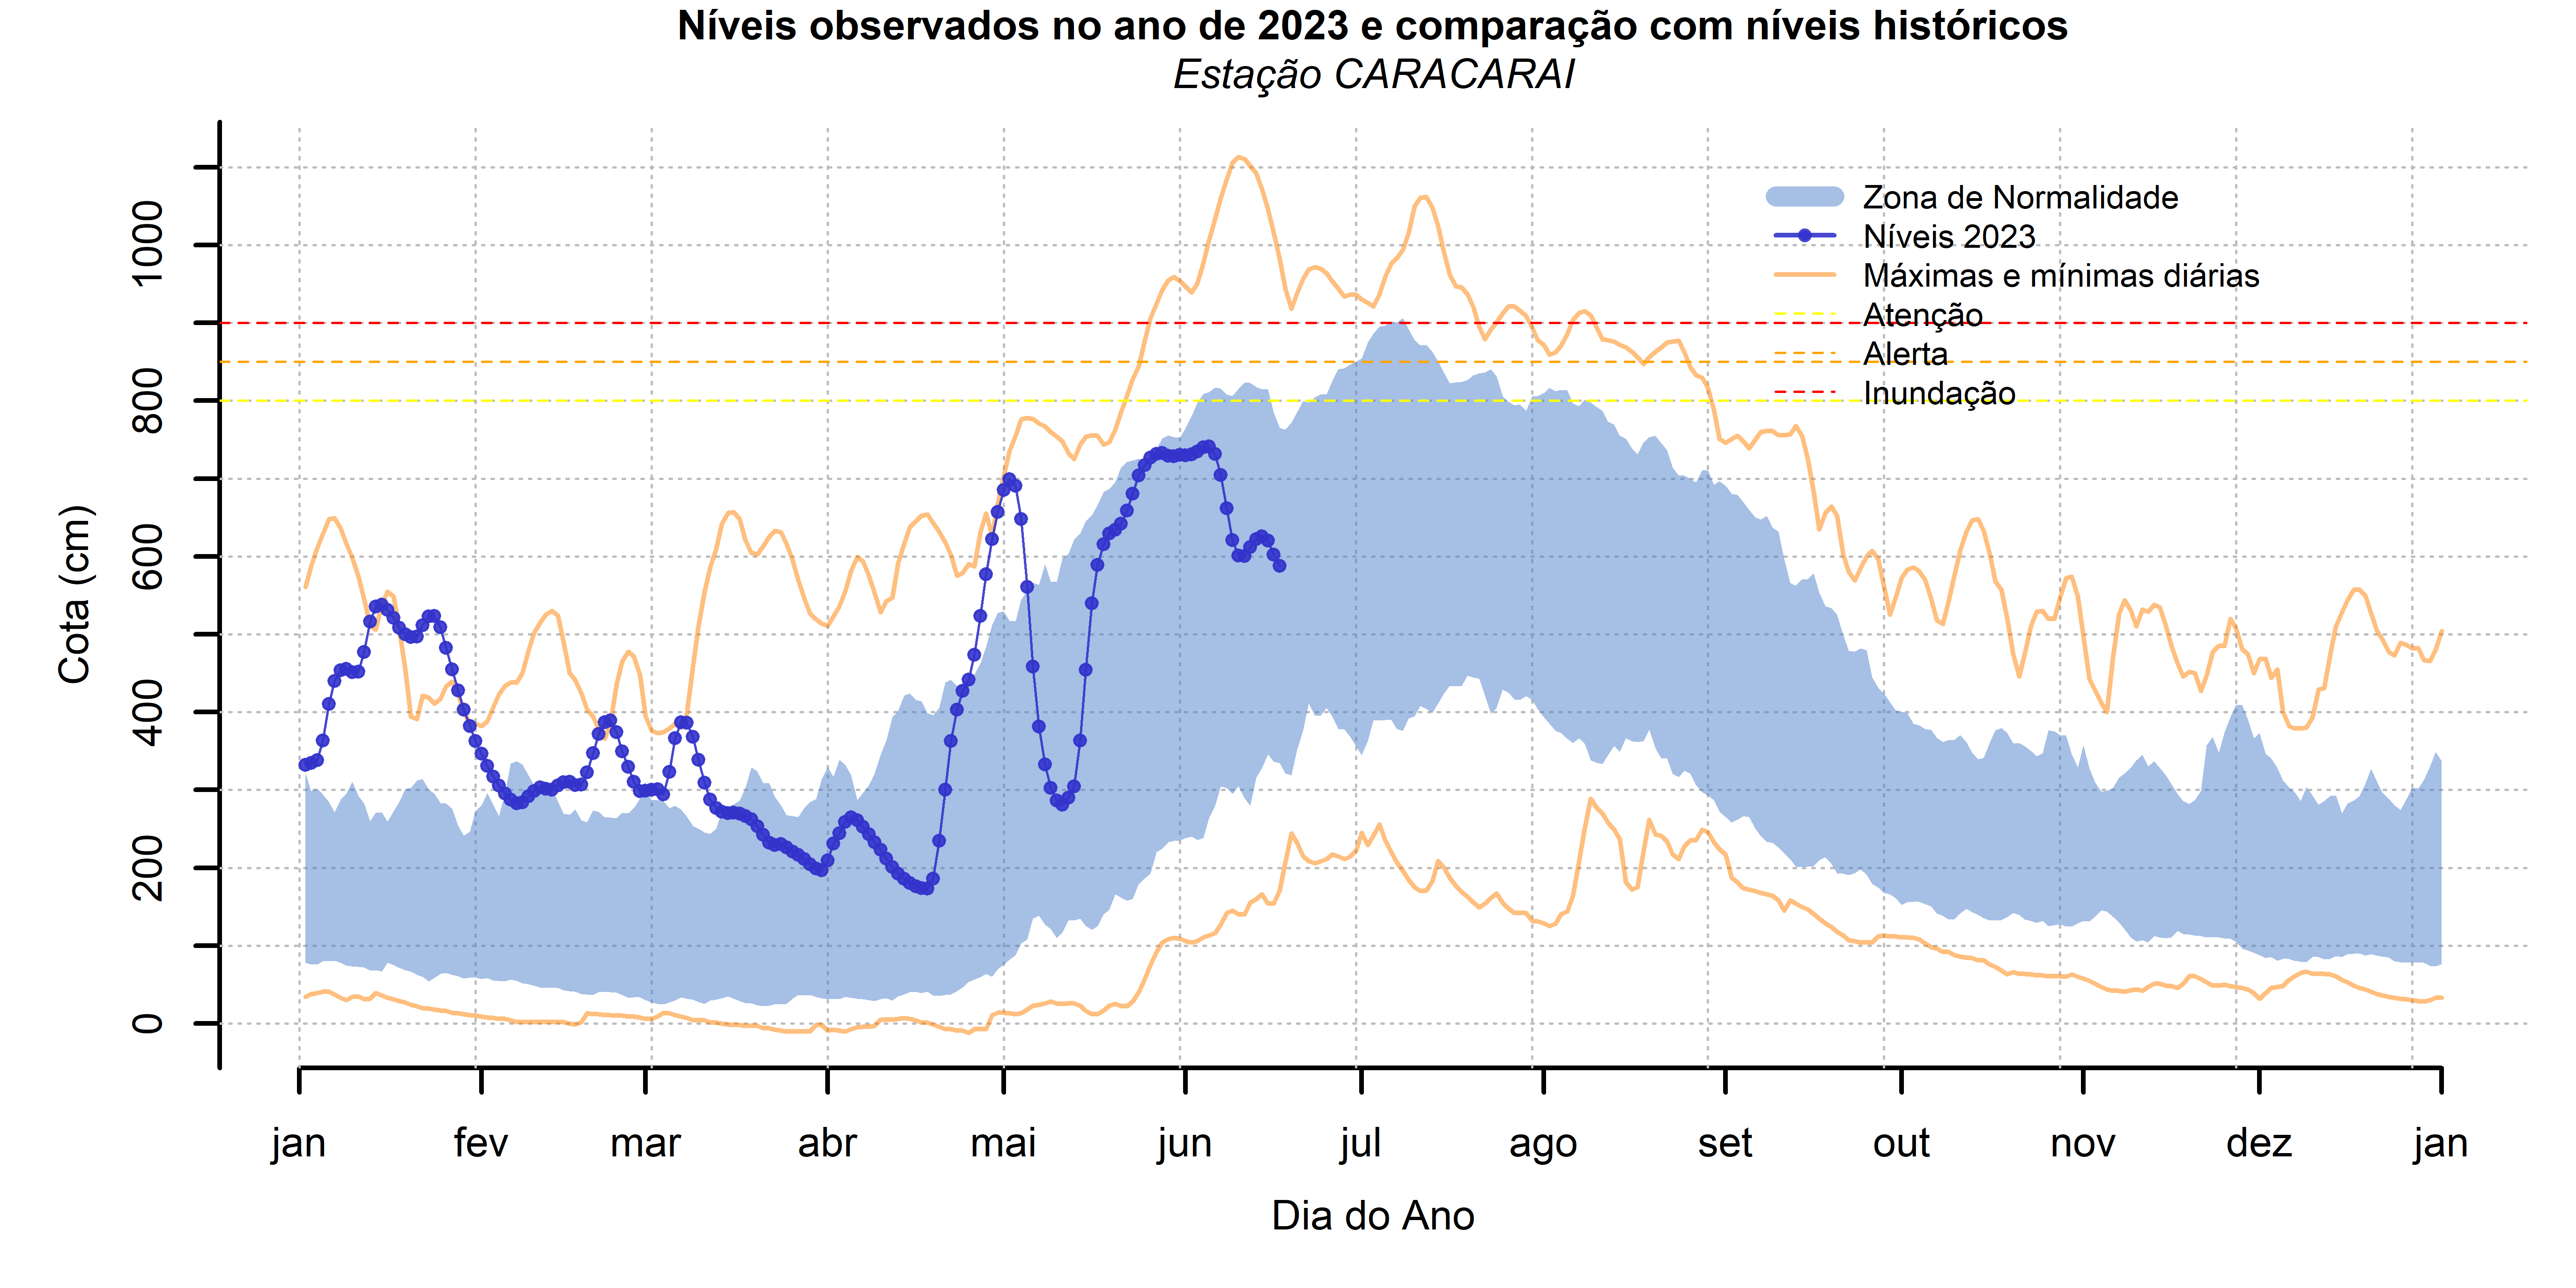 Níveis observados no ano de 2023 e comparação com níveis históricos
Estação CARACARAI
Cota (cm)
1000
800
600
400
200
0
Zona de Normalidade
Níveis 2023
Máximas e mínimas diárias
Atenção
Alerta
Inundação
jan fev mar abr mai jun jul ago set out nov dez jan
Dia do Ano